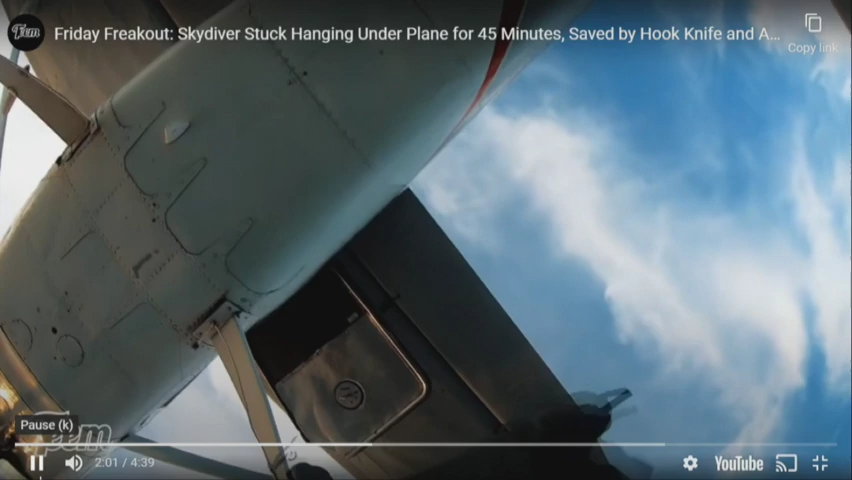 Friday Freakout: Skydiver Stuck Hanging Under Plane for 45 Minutes, Saved by Hook Knife and A...
Copy link
Pause (k)
2:01 / 4:39
YouTube